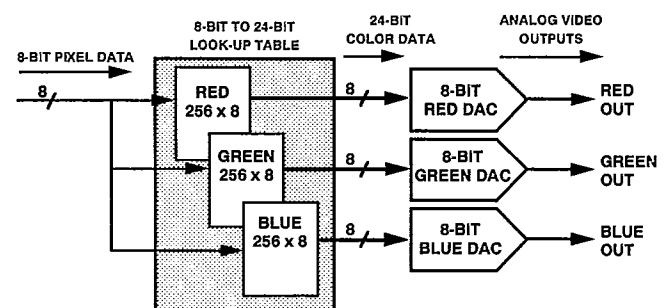 8-BIT PIXEL DATA
8-BIT TO 24-BIT
LOOK-UP TABLE
24-BIT
COLOR DATA
ANALOG VIDEO
OUTPUTS
8
RED
256 x 8
8
8-BIT
RED DAC
RED
OUT
GREEN
256 x 8
8
8-BIT
GREEN DAC
GREEN
OUT
BLUE
256 x 8
8
8-BIT
BLUE DAC
BLUE
OUT